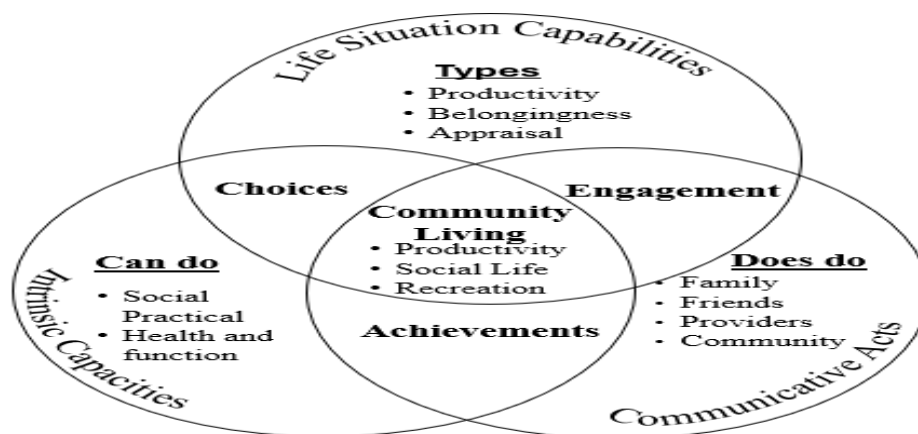 Life Situation Capabilities
Types
• Productivity
• Belongingness
• Appraisal
Choices
Engagement
Community
Living
• Productivity
• Social Life
• Recreation
Can do
• Social
Practical
• Health and
function
Does do
• Family
• Friends
• Providers
• Community
Achievements
Intrinsic Capacities
Communicative Acts